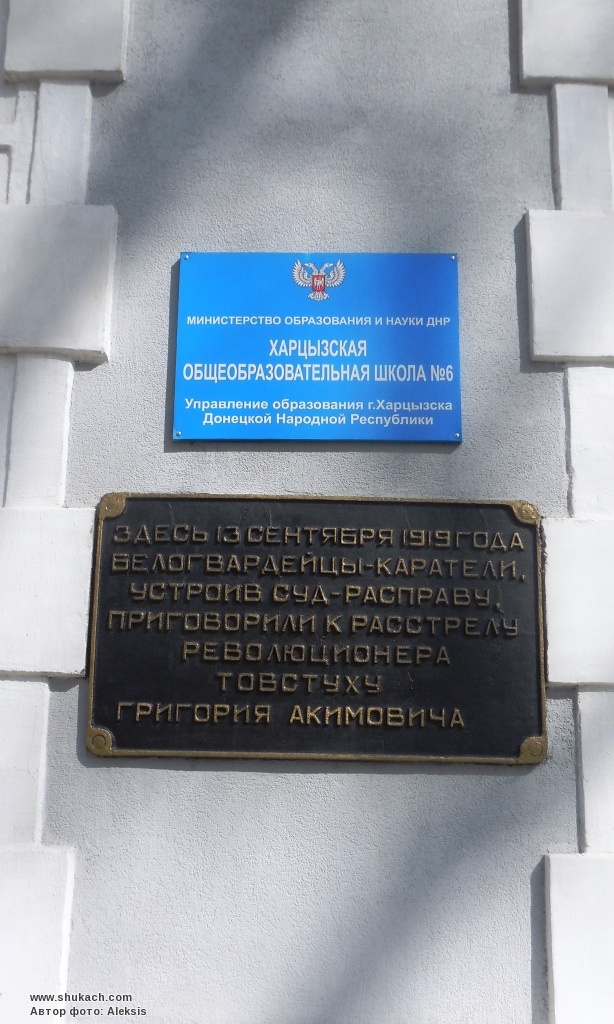 МИНИСТЕРСТВО ОБРАЗОВАНИЯ И НАУКИ ДНР
ХАРЦЫЗСКАЯ
ОБЩЕОБРАЗОВАТЕЛЬНАЯ ШКОЛА №6
Управление образования г.Харцызска
Донецкой Народной Республики
ЗДЕСЬ 13 СЕНТЯБРЯ 1919 ГОДА
БЕЛОГВАРДЕЙЦЫ-КАРАТЕЛИ,
УСТРОИВ СУД-РАСПРАВУ,
ПРИГОВОРИЛИ К РАССТРЕЛУ
РЕВОЛЮЦИОНЕРА
ТОВСТУХУ
ГРИГОРИЯ АКИМОВИЧА
www.shukach.com
Автор фото: Aleksis